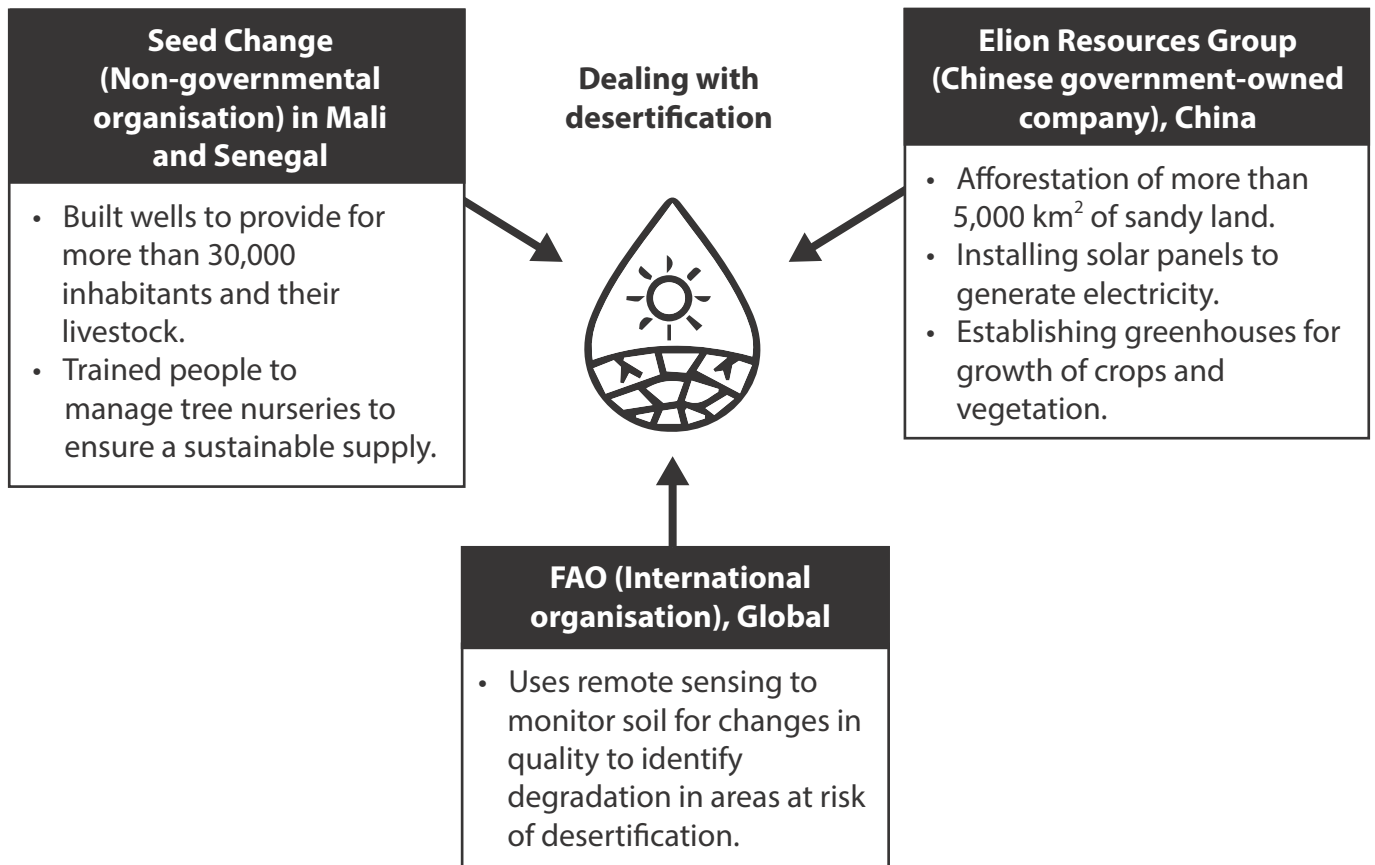 Seed Change
(Non-governmental
organisation) in Mali
and Senegal
• Built wells to provide for
more than 30,000
inhabitants and their
livestock.
• Trained people to
manage tree nurseries to
ensure a sustainable supply.
Dealing with
desertification
Elion Resources Group
(Chinese government-owned
company), China
• Afforestation of more than
5,000 km² of sandy land.
• Installing solar panels to
generate electricity.
• Establishing greenhouses for
growth of crops and
vegetation.
FAO (International
organisation), Global
• Uses remote sensing to
monitor soil for changes in
quality to identify
degradation in areas at risk
of desertification.